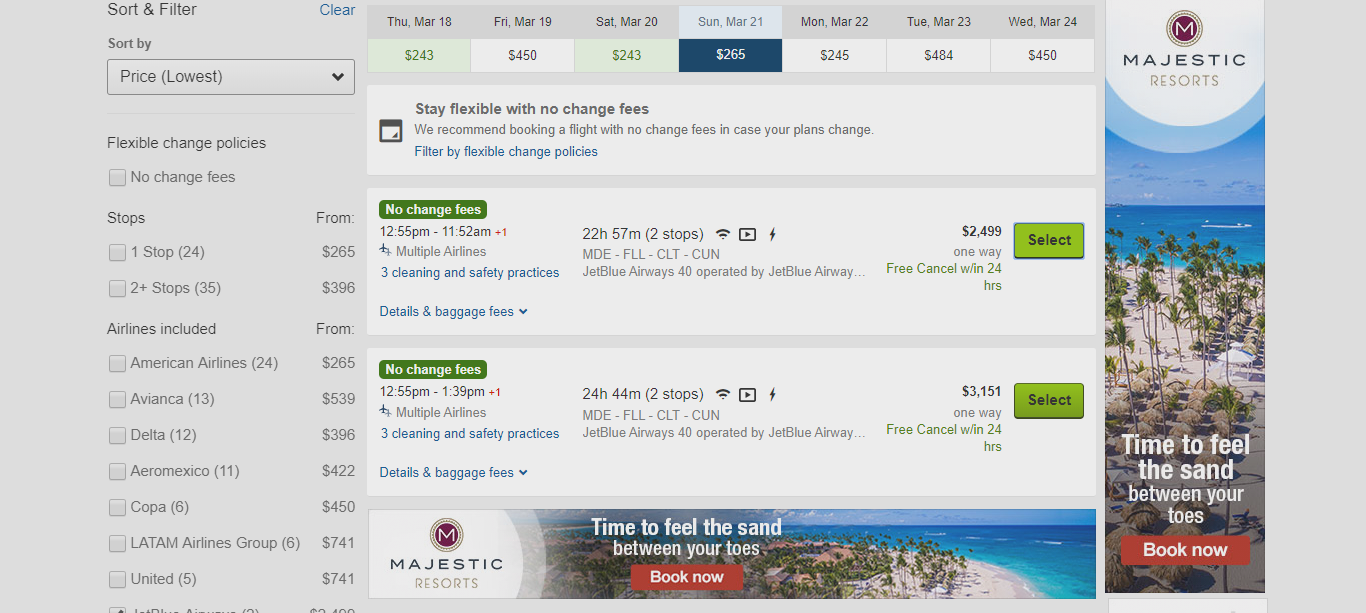 Sort & Filter
Clear
Sort by
Price (Lowest)
Flexible change policies
No change fees
Stops From:
1 Stop (24) $265
2+ Stops (35) $396
Airlines included From:
American Airlines (24) $265
Avianca (13) $539
Delta (12) $396
Aeromexico (11) $422
Copa (6) $450
LATAM Airlines Group (6) $741
United (5) $741
JetBlue Airways (2) $2,499
Thu, Mar 18 Fri, Mar 19 Sat, Mar 20 Sun, Mar 21 Mon, Mar 22 Tue, Mar 23 Wed, Mar 24
$243 $450 $243 $265 $245 $484 $450
Stay flexible with no change fees
We recommend booking a flight with no change fees in case your plans change.
Filter by flexible change policies
No change fees
12:55pm - 11:52am +1
Multiple Airlines
3 cleaning and safety practices
Details & baggage fees
22h 57m (2 stops)
MDE - FLL - CLT - CUN
JetBlue Airways 40 operated by JetBlue Airway…
$2,499
one way
Free Cancel w/in 24
hrs
Select
No change fees
12:55pm - 1:39pm +1
Multiple Airlines
3 cleaning and safety practices
Details & baggage fees
24h 44m (2 stops)
MDE - FLL - CLT - CUN
JetBlue Airways 40 operated by JetBlue Airway…
$3,151
one way
Free Cancel w/in 24
hrs
Select
M
MAJESTIC
RESORTS
Time to feel the sand
between your toes
Book now
M
MAJESTIC
RESORTS
Time to feel
the sand
between your
toes
Book now